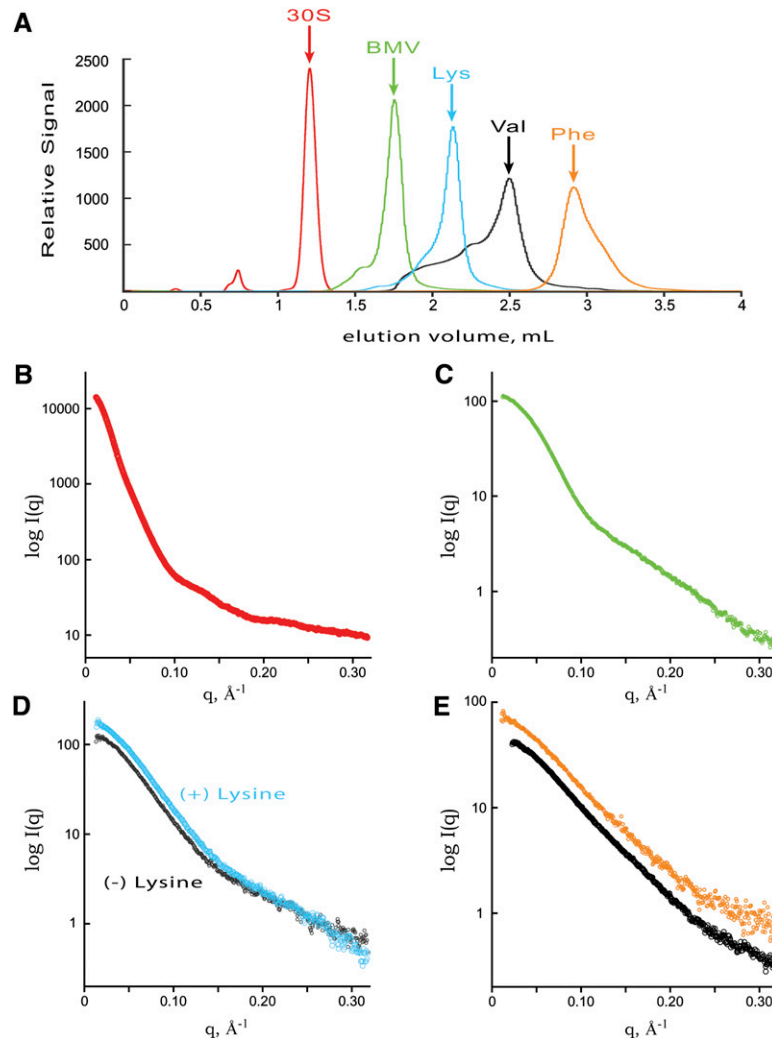 A
30S
BMV
Lys
Val
Phe
Relative Signal
2500
2000
1500
1000
500
0 0.5 1 1.5 2 2.5 3 3.5 4
elution volume, mL
B
log I(q)
10000
1000
100
10
0 0.10 0.20 0.30
q, Å⁻¹
C
log I(q)
100
10
1
0 0.10 0.20 0.30
q, Å⁻¹
D
log I(q)
100
10
1
(+) Lysine
(-) Lysine
0 0.10 0.20 0.30
q, Å⁻¹
E
log I(q)
100
10
1
0 0.10 0.20 0.30
q, Å⁻¹